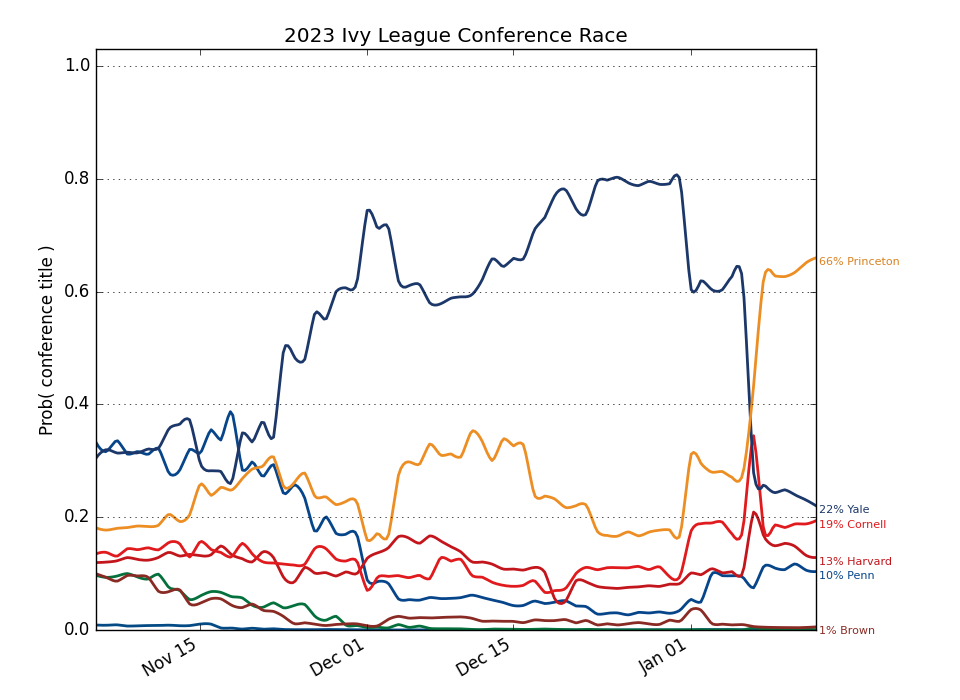 2023 Ivy League Conference Race
Prob( conference title )
1.0
0.8
0.6
0.4
0.2
0.0
Nov 15
Dec 01
Dec 15
Jan 01
66% Princeton
22% Yale
19% Cornell
13% Harvard
10% Penn
1% Brown